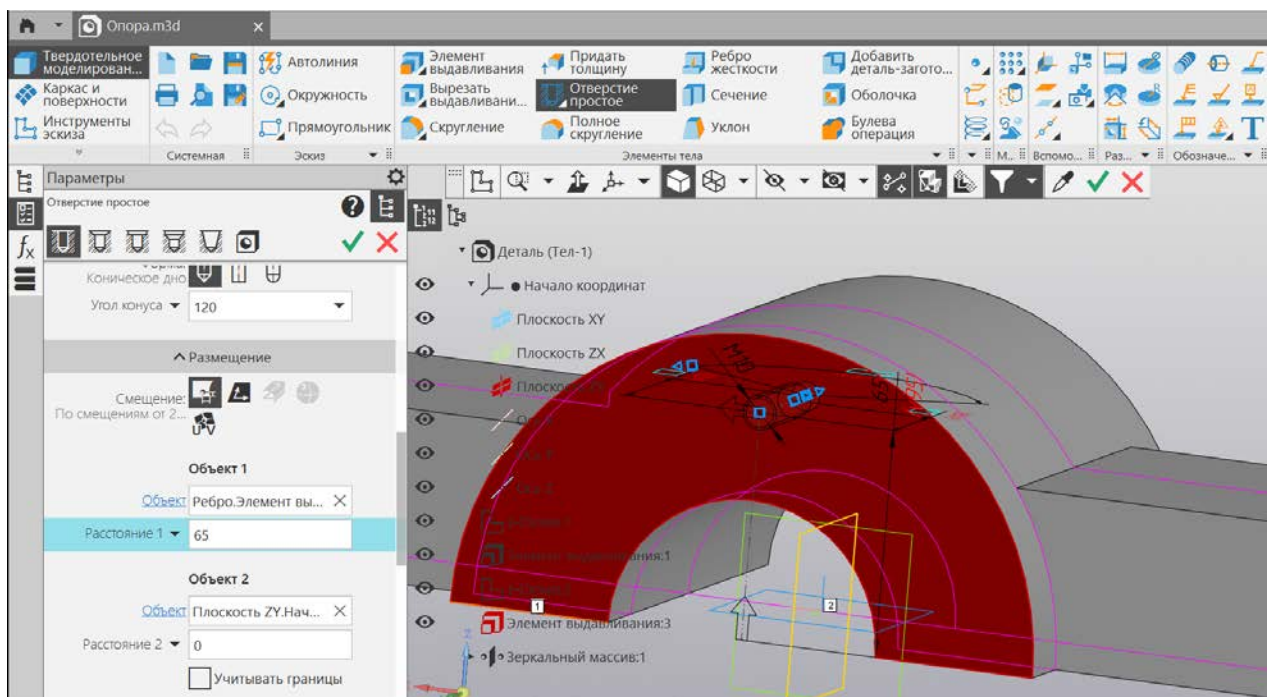 Опора.m3d
Твердотельное
моделирован...
Каркас и
поверхности
Инструменты
эскиза
Системная
Автолиния
Окружность
Прямоугольник
Эскиз
Элемент
выдавливания
Вырезать
выдавливани...
Скругление
Придать
толщину
Отверстие
простое
Полное
скругление
Ребро
жесткости
Сечение
Уклон
Добавить
деталь-загото...
Оболочка
Булева
операция
Элементы тела
М...
Вспомо...
Раз...
Обозначе...
Параметры
Отверстие простое
Коническое дно
Угол конуса
120
Размещение
Смещение:
По смещениям от 2...
Объект 1
Объект
Ребро.Элемент вы...
Расстояние 1
65
Объект 2
Объект
Плоскость ZY.Нач...
Расстояние 2
0
Учитывать границы
Деталь (Тел-1)
Начало координат
Плоскость XY
Плоскость ZX
Элемент выдавливания:1
Элемент выдавливания:3
Зеркальный массив:1
M10
65
1
2